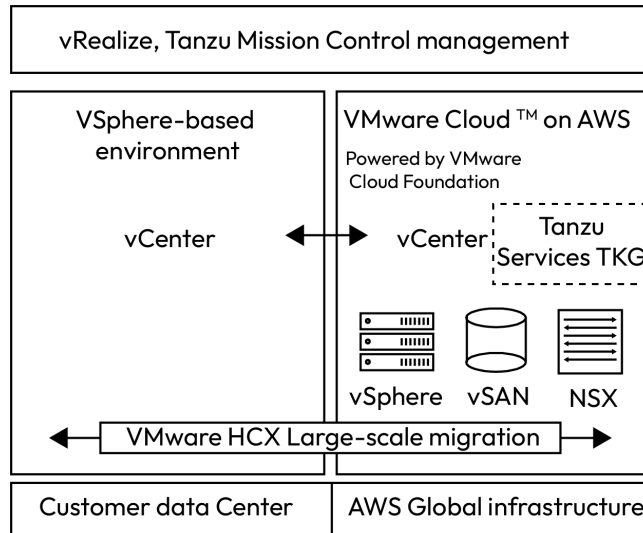 vRealize, Tanzu Mission Control management
VSphere-based
environment
VMware Cloud ™ on AWS
Powered by VMware
Cloud Foundation
vCenter
vCenter
Tanzu
Services TKG
vSphere
vSAN
NSX
VMware HCX Large-scale migration
Customer data Center
AWS Global infrastructure